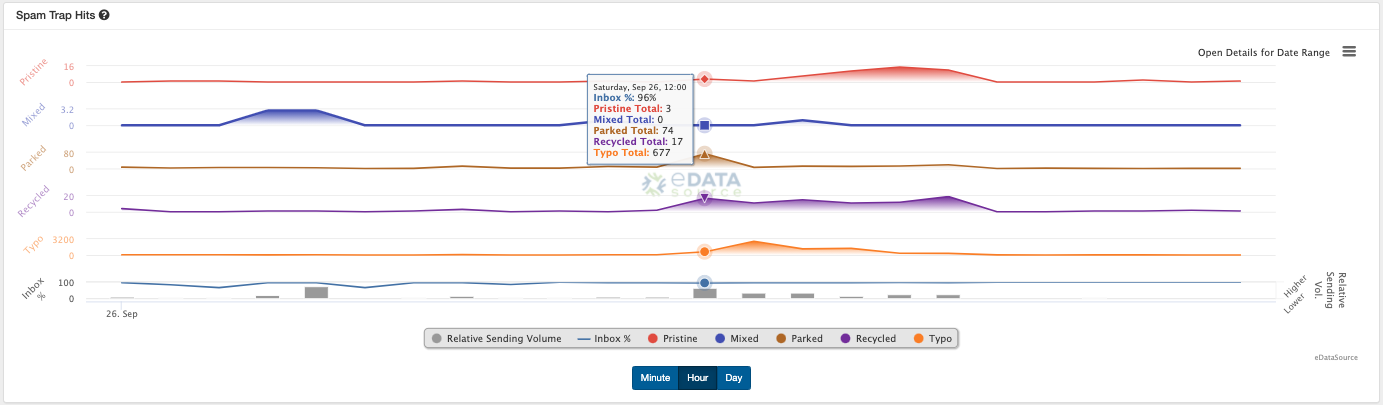 Spam Trap Hits ?
Open Details for Date Range
Pristine
16
0
Mixed
3.2
0
Parked
80
0
Recycled
20
0
Typo
3200
0
Inbox %
100
0
Saturday, Sep 26, 12:00
Inbox %: 96%
Pristine Total: 3
Mixed Total: 0
Parked Total: 74
Recycled Total: 17
Typo Total: 677
eDATA
source
Higher
Lower
Relative
Sending
Vol.
26. Sep
Relative Sending Volume Inbox % Pristine Mixed Parked Recycled Typo
eDataSource
Minute Hour Day